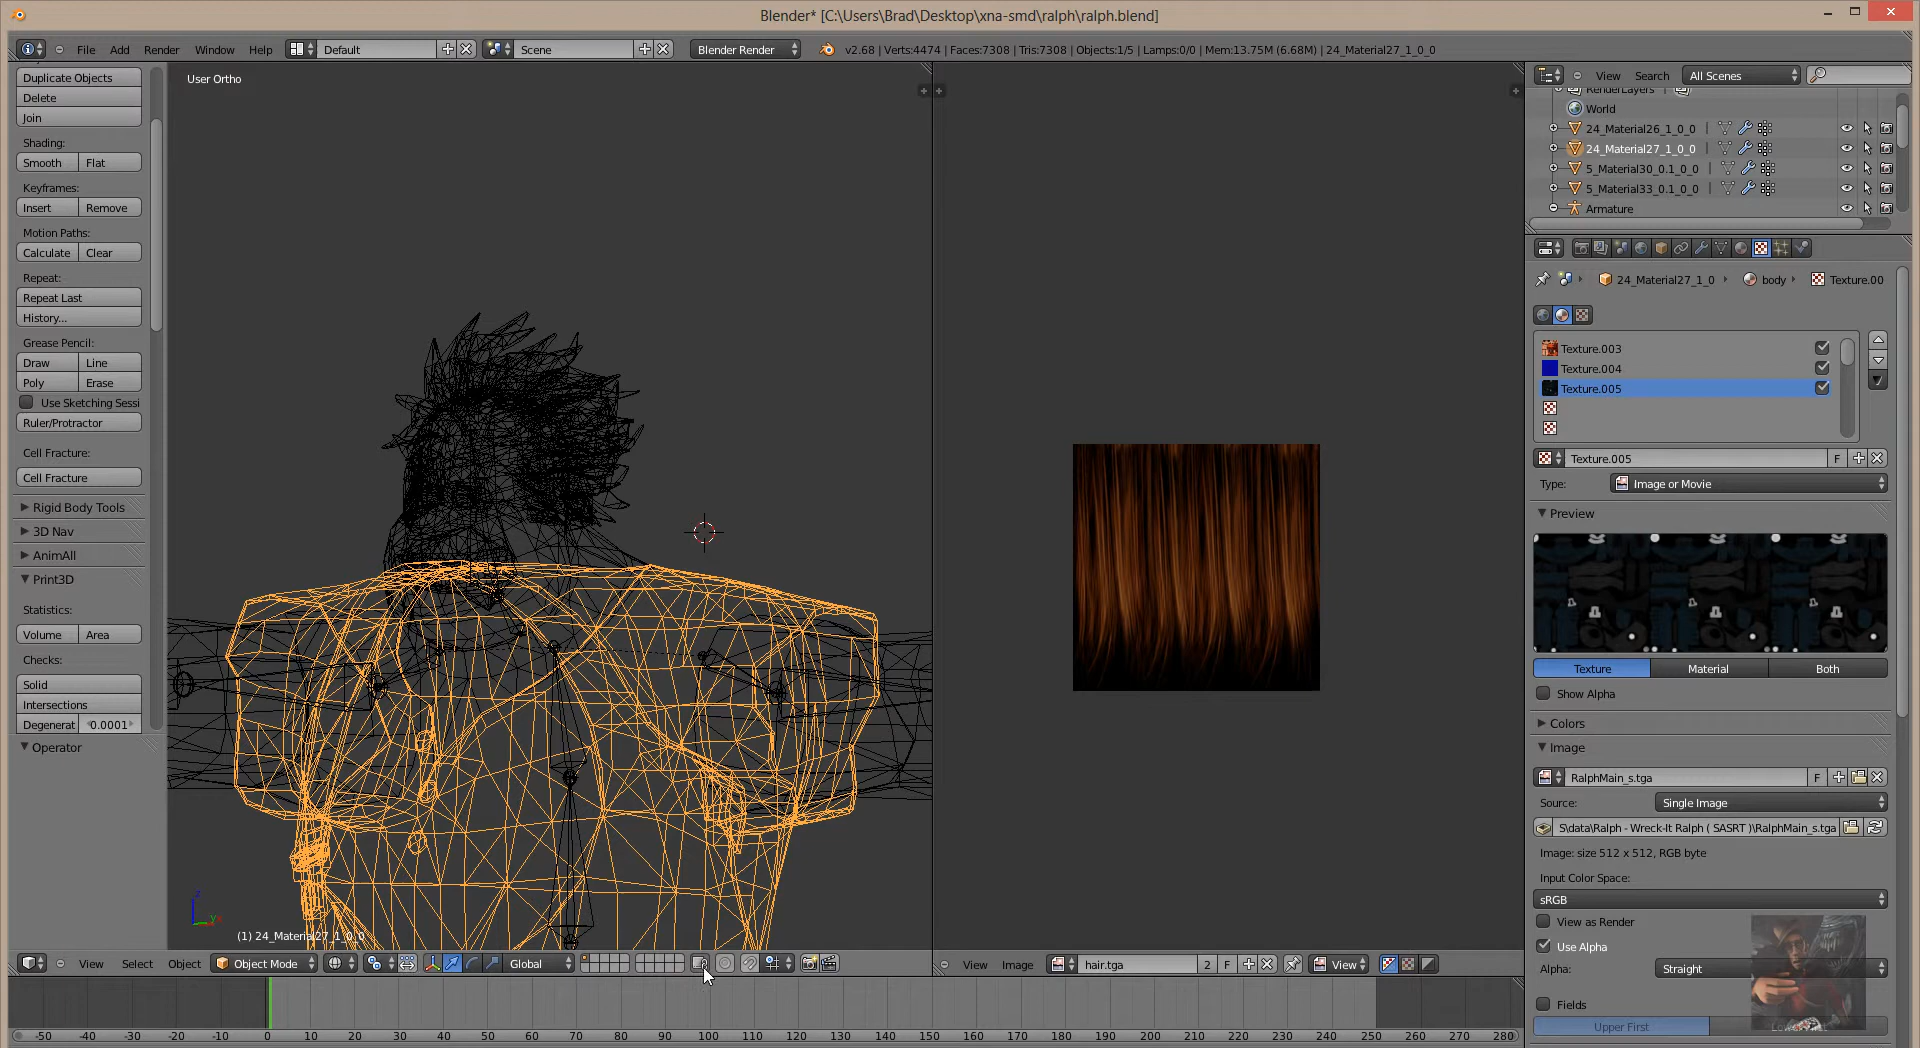 Blender* [C:\Users\Brad\Desktop\xna-smd\ralph\ralph.blend]
File Add Render Window Help Default Scene Blender Render v2.68 | Verts:4474 | Faces:7308 | Tris:7308 | Objects:1/5 | Lamps:0/0 | Mem:13.75M (6.68M) | 24_Material27_1_0_0
Duplicate Objects
Delete
Join
Shading:
Smooth Flat
Keyframes:
Insert Remove
Motion Paths:
Calculate Clear
Repeat:
Repeat Last
History...
Grease Pencil:
Draw Line
Poly Erase
Use Sketching Sessi
Ruler/Protractor
Cell Fracture:
Cell Fracture
Rigid Body Tools
3D Nav
AnimAll
Print3D
Statistics:
Volume Area
Checks:
Solid
Intersections
Degenerat 0.0001
Operator
User Ortho
(1) 24_Material27_1_0_0
View Select Object Object Mode Global
View Image hair.tga 2 F View
-50 -40 -30 -20 -10 0 10 20 30 40 50 60 70 80 90 100 110 120 130 140 150 160 170 180 190 200 210 220 230 240 250 260 270 280
View Search All Scenes
RenderLayers
World
24_Material26_1_0_0
24_Material27_1_0_0
5_Material30_0.1_0_0
5_Material33_0.1_0_0
Armature
24_Material27_1_0 body Texture.00
Texture.003
Texture.004
Texture.005
Texture.005 F
Type: Image or Movie
Preview
Texture Material Both
Show Alpha
Colors
Image
RalphMain_s.tga F
Source: Single Image
S\data\Ralph - Wreck-It Ralph ( SASRT )\RalphMain_s.tga
Image: size 512 x 512, RGB byte
Input Color Space:
sRGB
View as Render
Use Alpha
Alpha: Straight
Fields
Upper First